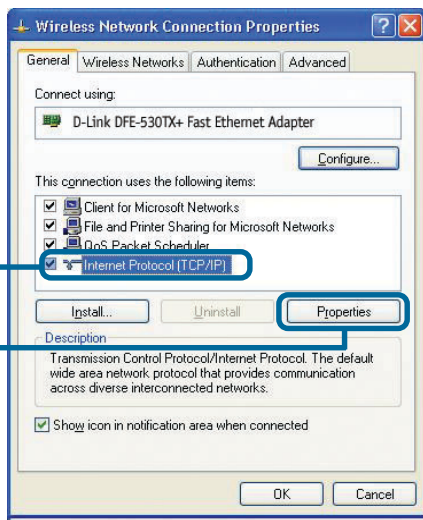 Wireless Network Connection Properties
General Wireless Networks Authentication Advanced
Connect using:
D-Link DFE-530TX+ Fast Ethernet Adapter
Configure...
This connection uses the following items:
Client for Microsoft Networks
File and Printer Sharing for Microsoft Networks
QoS Packet Scheduler
Internet Protocol (TCP/IP)
Install... Uninstall Properties
Description
Transmission Control Protocol/Internet Protocol. The default
wide area network protocol that provides communication
across diverse interconnected networks.
Show icon in notification area when connected
OK Cancel